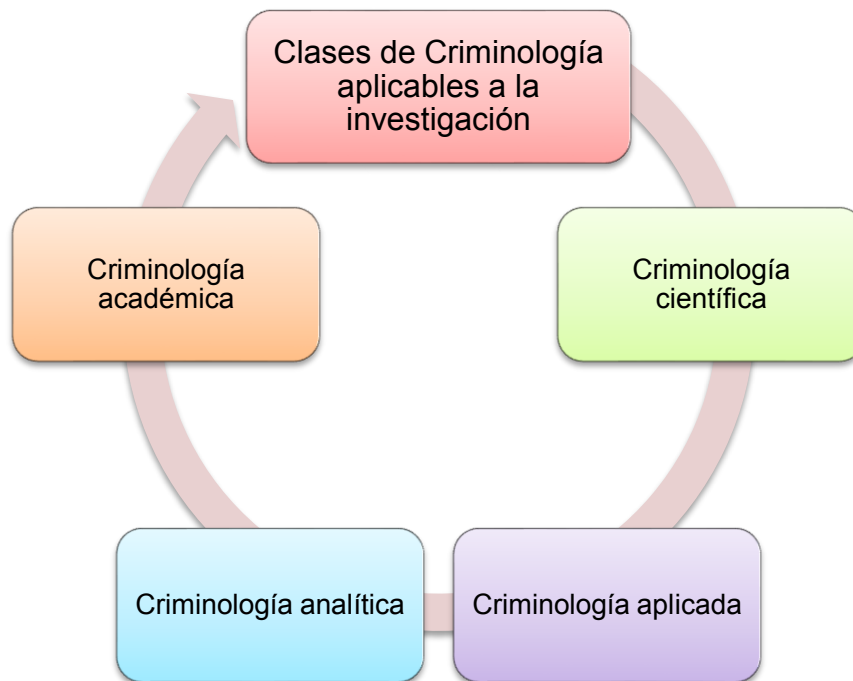 Clases de Criminología
aplicables a la
investigación
Criminología
científica
Criminología aplicada
Criminología analítica
Criminología
académica